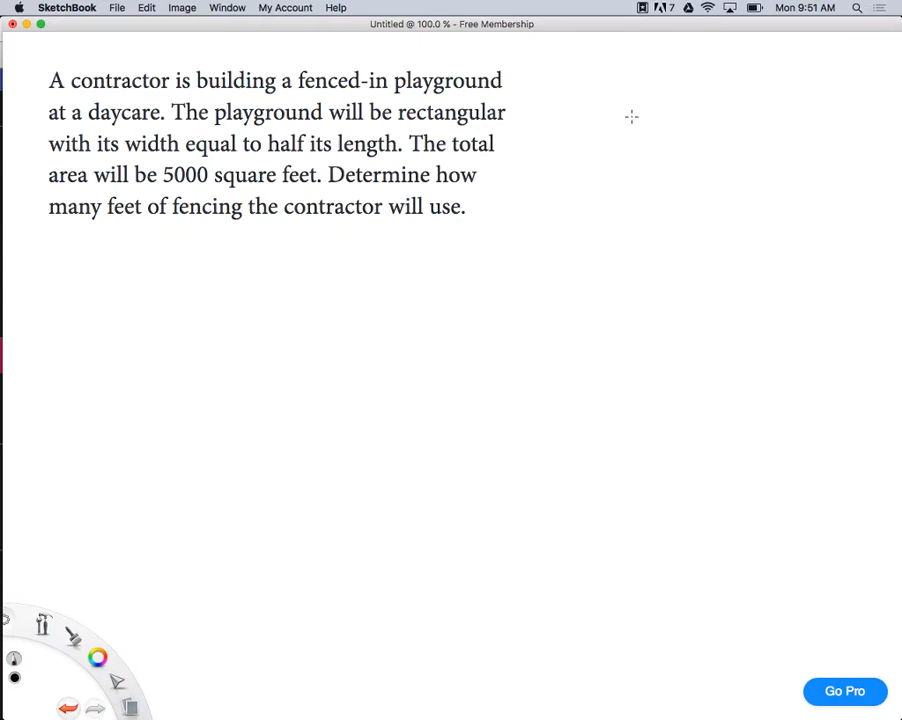 SketchBook File Edit Image Window My Account Help 7 Mon 9:51 AM
Untitled @ 100.0 % - Free Membership
A contractor is building a fenced-in playground
at a daycare. The playground will be rectangular
with its width equal to half its length. The total
area will be 5000 square feet. Determine how
many feet of fencing the contractor will use.
Go Pro